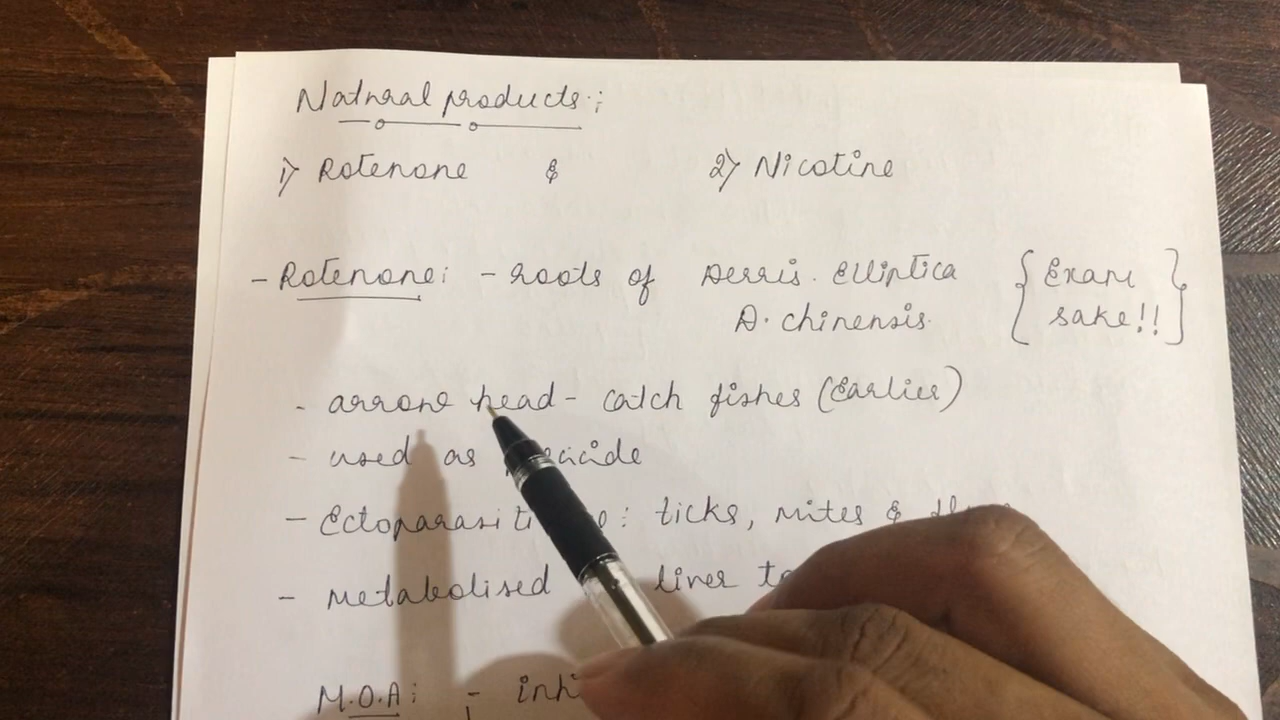 Natural products:
1) Rotenone & 2) Nicotine
- Rotenone: - roots of Derris. Elliptica { Exam
D. chinensis. sake!! }
- arrow head - catch fishes (Earlier)
- used as
- ticks, mites &
- metabolised liver
M.O.A: -